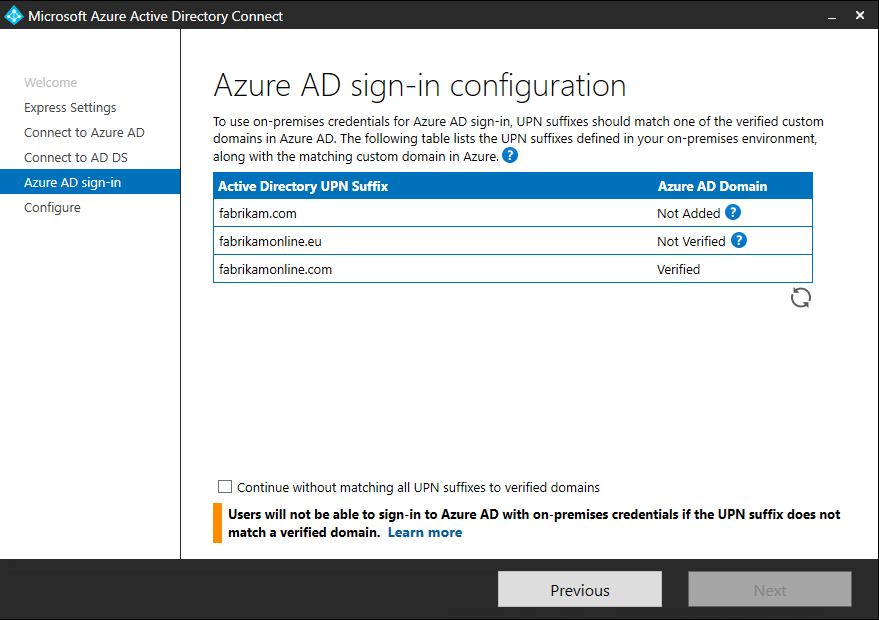 Microsoft Azure Active Directory Connect
Welcome
Express Settings
Connect to Azure AD
Connect to AD DS
Azure AD sign-in
Configure
Azure AD sign-in configuration
To use on-premises credentials for Azure AD sign-in, UPN suffixes should match one of the verified custom
domains in Azure AD. The following table lists the UPN suffixes defined in your on-premises environment,
along with the matching custom domain in Azure. ?
Active Directory UPN Suffix Azure AD Domain
fabrikam.com Not Added ?
fabrikamonline.eu Not Verified ?
fabrikamonline.com Verified
Continue without matching all UPN suffixes to verified domains
Users will not be able to sign-in to Azure AD with on-premises credentials if the UPN suffix does not
match a verified domain. Learn more
Previous Next